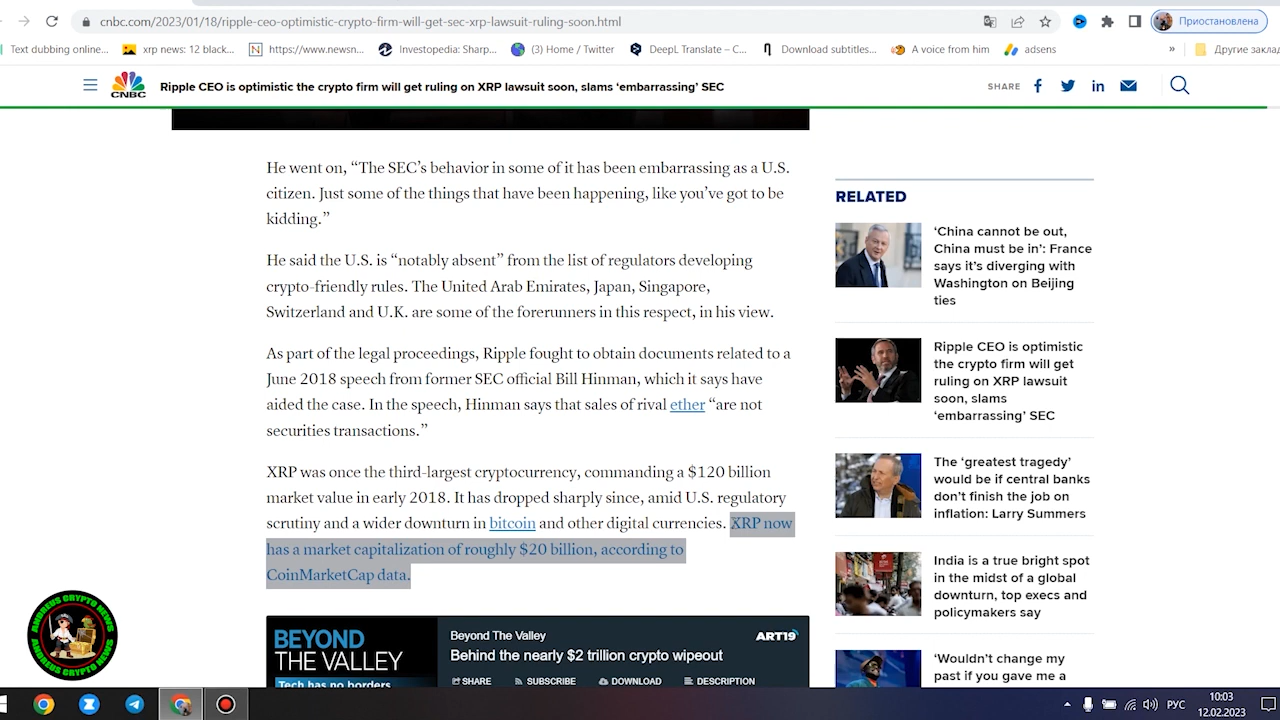 cnbc.com/2023/01/18/ripple-ceo-optimistic-crypto-firm-will-get-sec-xrp-lawsuit-ruling-soon.html
Приостановлена
Text dubbing online...
xrp news: 12 black...
https://www.newsn...
Investopedia: Sharp...
(3) Home / Twitter
DeepL Translate – C...
Download subtitles...
A voice from him
adsens
»
Другие закла
CNBC
Ripple CEO is optimistic the crypto firm will get ruling on XRP lawsuit soon, slams ‘embarrassing’ SEC
SHARE
He went on, “The SEC’s behavior in some of it has been embarrassing as a U.S.
citizen. Just some of the things that have been happening, like you’ve got to be
kidding.”
He said the U.S. is “notably absent” from the list of regulators developing
crypto-friendly rules. The United Arab Emirates, Japan, Singapore,
Switzerland and U.K. are some of the forerunners in this respect, in his view.
As part of the legal proceedings, Ripple fought to obtain documents related to a
June 2018 speech from former SEC official Bill Hinman, which it says have
aided the case. In the speech, Hinman says that sales of rival ether “are not
securities transactions.”
XRP was once the third-largest cryptocurrency, commanding a $120 billion
market value in early 2018. It has dropped sharply since, amid U.S. regulatory
scrutiny and a wider downturn in bitcoin and other digital currencies. XRP now
has a market capitalization of roughly $20 billion, according to
CoinMarketCap data.
RELATED
‘China cannot be out,
China must be in’: France
says it’s diverging with
Washington on Beijing
ties
Ripple CEO is optimistic
the crypto firm will get
ruling on XRP lawsuit
soon, slams
‘embarrassing’ SEC
The ‘greatest tragedy’
would be if central banks
don’t finish the job on
inflation: Larry Summers
India is a true bright spot
in the midst of a global
downturn, top execs and
policymakers say
‘Wouldn’t change my
past if you gave me a
BEYOND
THE VALLEY
Tech has no borders
Beyond The Valley
Behind the nearly $2 trillion crypto wipeout
ART19
SHARE
SUBSCRIBE
DOWNLOAD
DESCRIPTION
ANDREUS CRYPTO NEWS
ANDREUS CRYPTO NEWS
РУС
10:03
12.02.2023